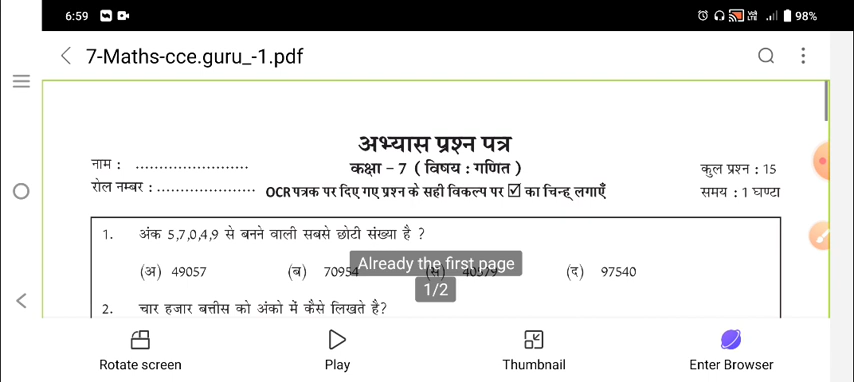 6:59 Vo)) LTE 98%
7-Maths-cce.guru_-1.pdf
अभ्यास प्रश्न पत्र
नाम : ........................ कक्षा - 7 ( विषय : गणित ) कुल प्रश्न : 15
रोल नम्बर : ..................... OCR पत्रक पर दिए गए प्रश्न के सही विकल्प पर ☑ का चिन्ह लगाएँ समय : 1 घण्टा
1. अंक 5,7,0,4,9 से बनने वाली सबसे छोटी संख्या है ?
Already the first page
(अ) 49057 (ब) 70954 (स) 40579 (द) 97540
1/2
2. चार हजार बत्तीस को अंको में कैसे लिखते है?
Rotate screen Play Thumbnail Enter Browser